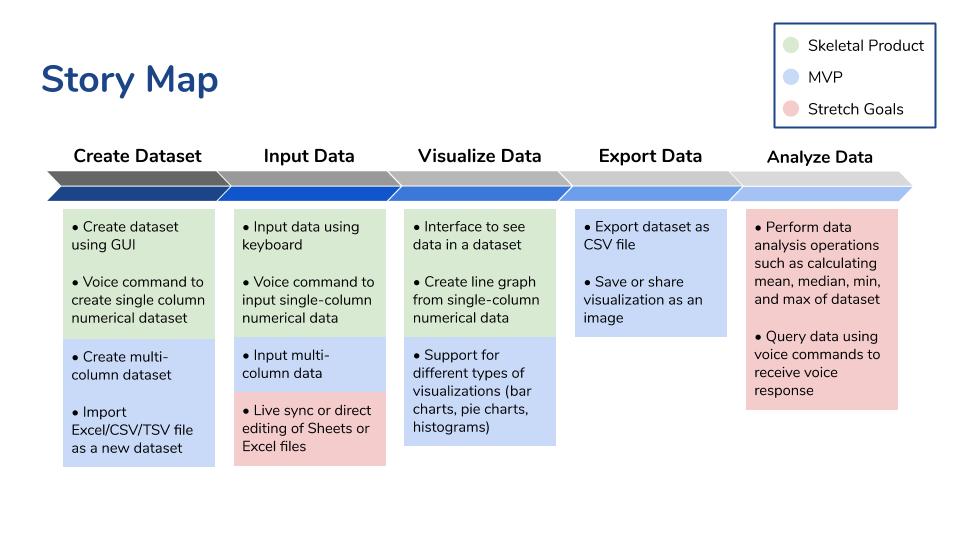 Story Map
Skeletal Product
MVP
Stretch Goals
Create Dataset
Input Data
Visualize Data
Export Data
Analyze Data
• Create dataset
using GUI
• Voice command to
create single column
numerical dataset
• Create multi-
column dataset
• Import
Excel/CSV/TSV file
as a new dataset
• Input data using
keyboard
• Voice command to
input single-column
numerical data
• Input multi-
column data
• Live sync or direct
editing of Sheets or
Excel files
• Interface to see
data in a dataset
• Create line graph
from single-column
numerical data
• Support for
different types of
visualizations (bar
charts, pie charts,
histograms)
• Export dataset as
CSV file
• Save or share
visualization as an
image
• Perform data
analysis operations
such as calculating
mean, median, min,
and max of dataset
• Query data using
voice commands to
receive voice
response